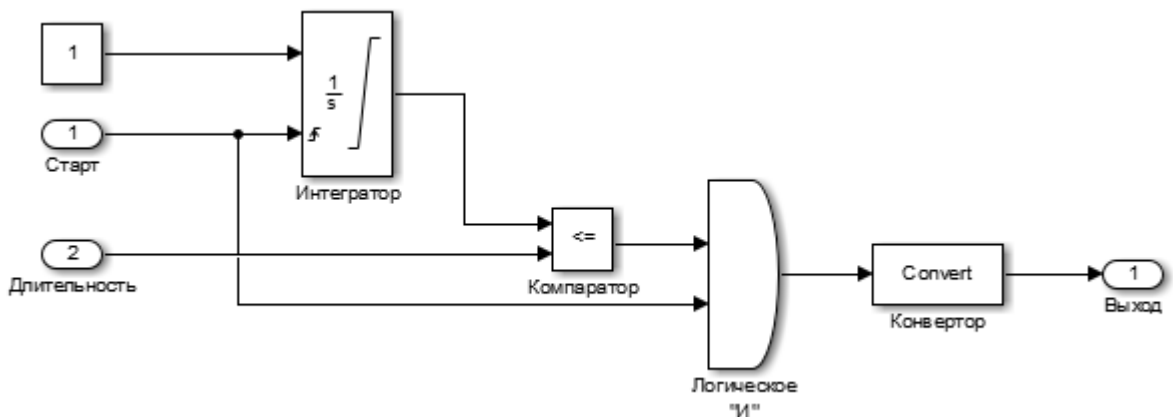 1
1
Старт
1
s
Интегратор
2
Длительность
<=
Компаратор
Логическое
"И"
Convert
Конвертор
1
Выход